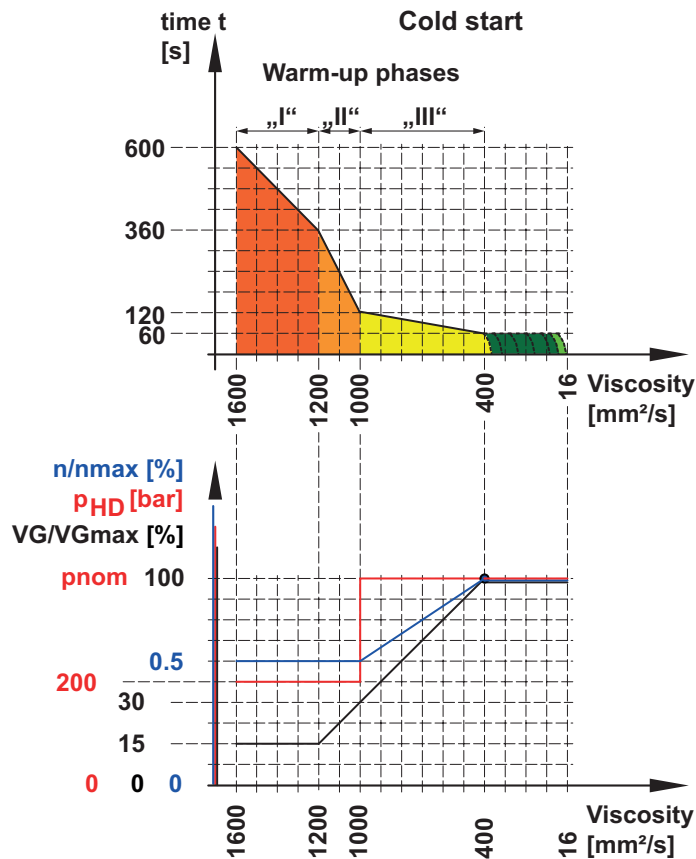 time t
[s]
Cold start
Warm-up phases
„I“ „II“ „III“
600
360
120
60
1600 1200 1000 400 16
Viscosity
[mm²/s]
n/nmax [%]
pHD [bar]
VG/VGmax [%]
pnom 100
0.5
200
30
15
0 0 0
1600 1200 1000 400 16
Viscosity
[mm²/s]